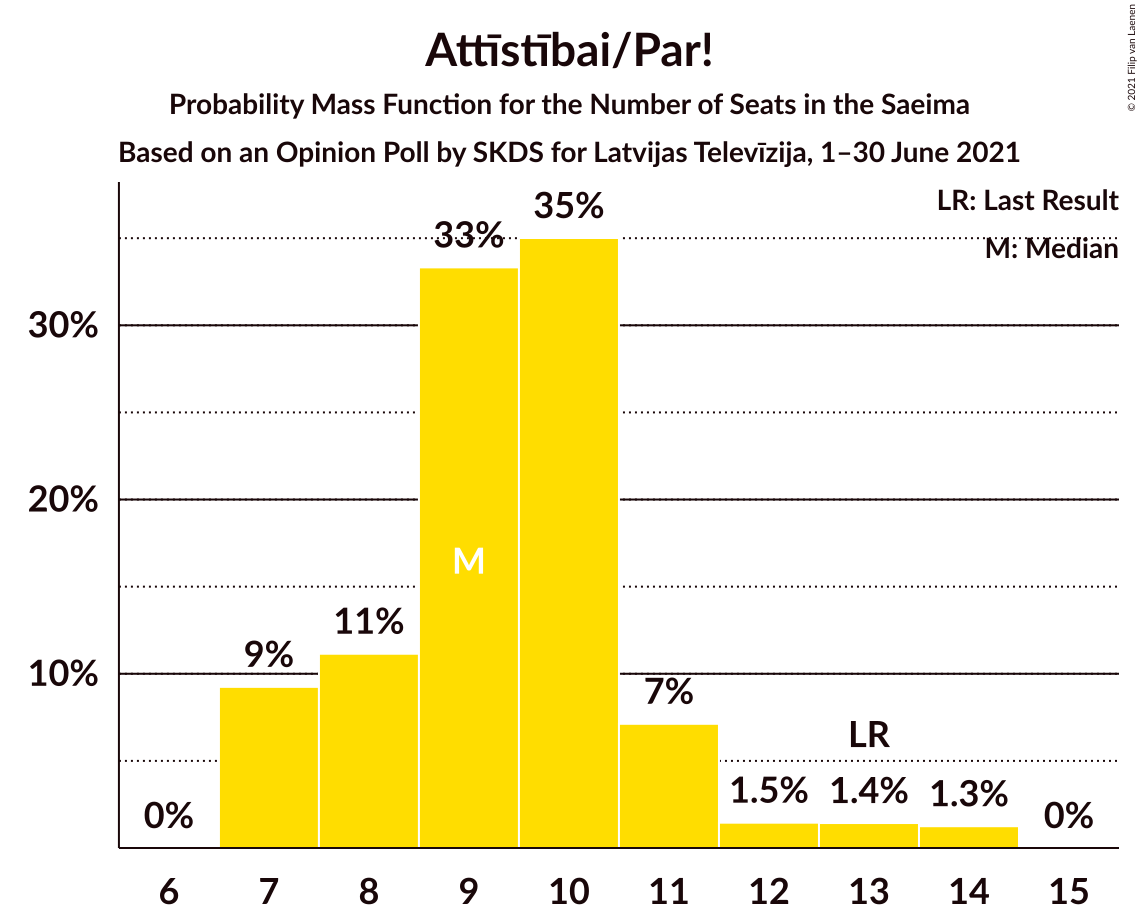 Attīstībai/Par!
Probability Mass Function for the Number of Seats in the Saeima
Based on an Opinion Poll by SKDS for Latvijas Televīzija, 1–30 June 2021
© 2021 Filip van Laenen
LR: Last Result
M: Median
30%
20%
10%
0%
9%
11%
33%
35%
7%
1.5%
1.4%
1.3%
0%
M
LR
6 7 8 9 10 11 12 13 14 15